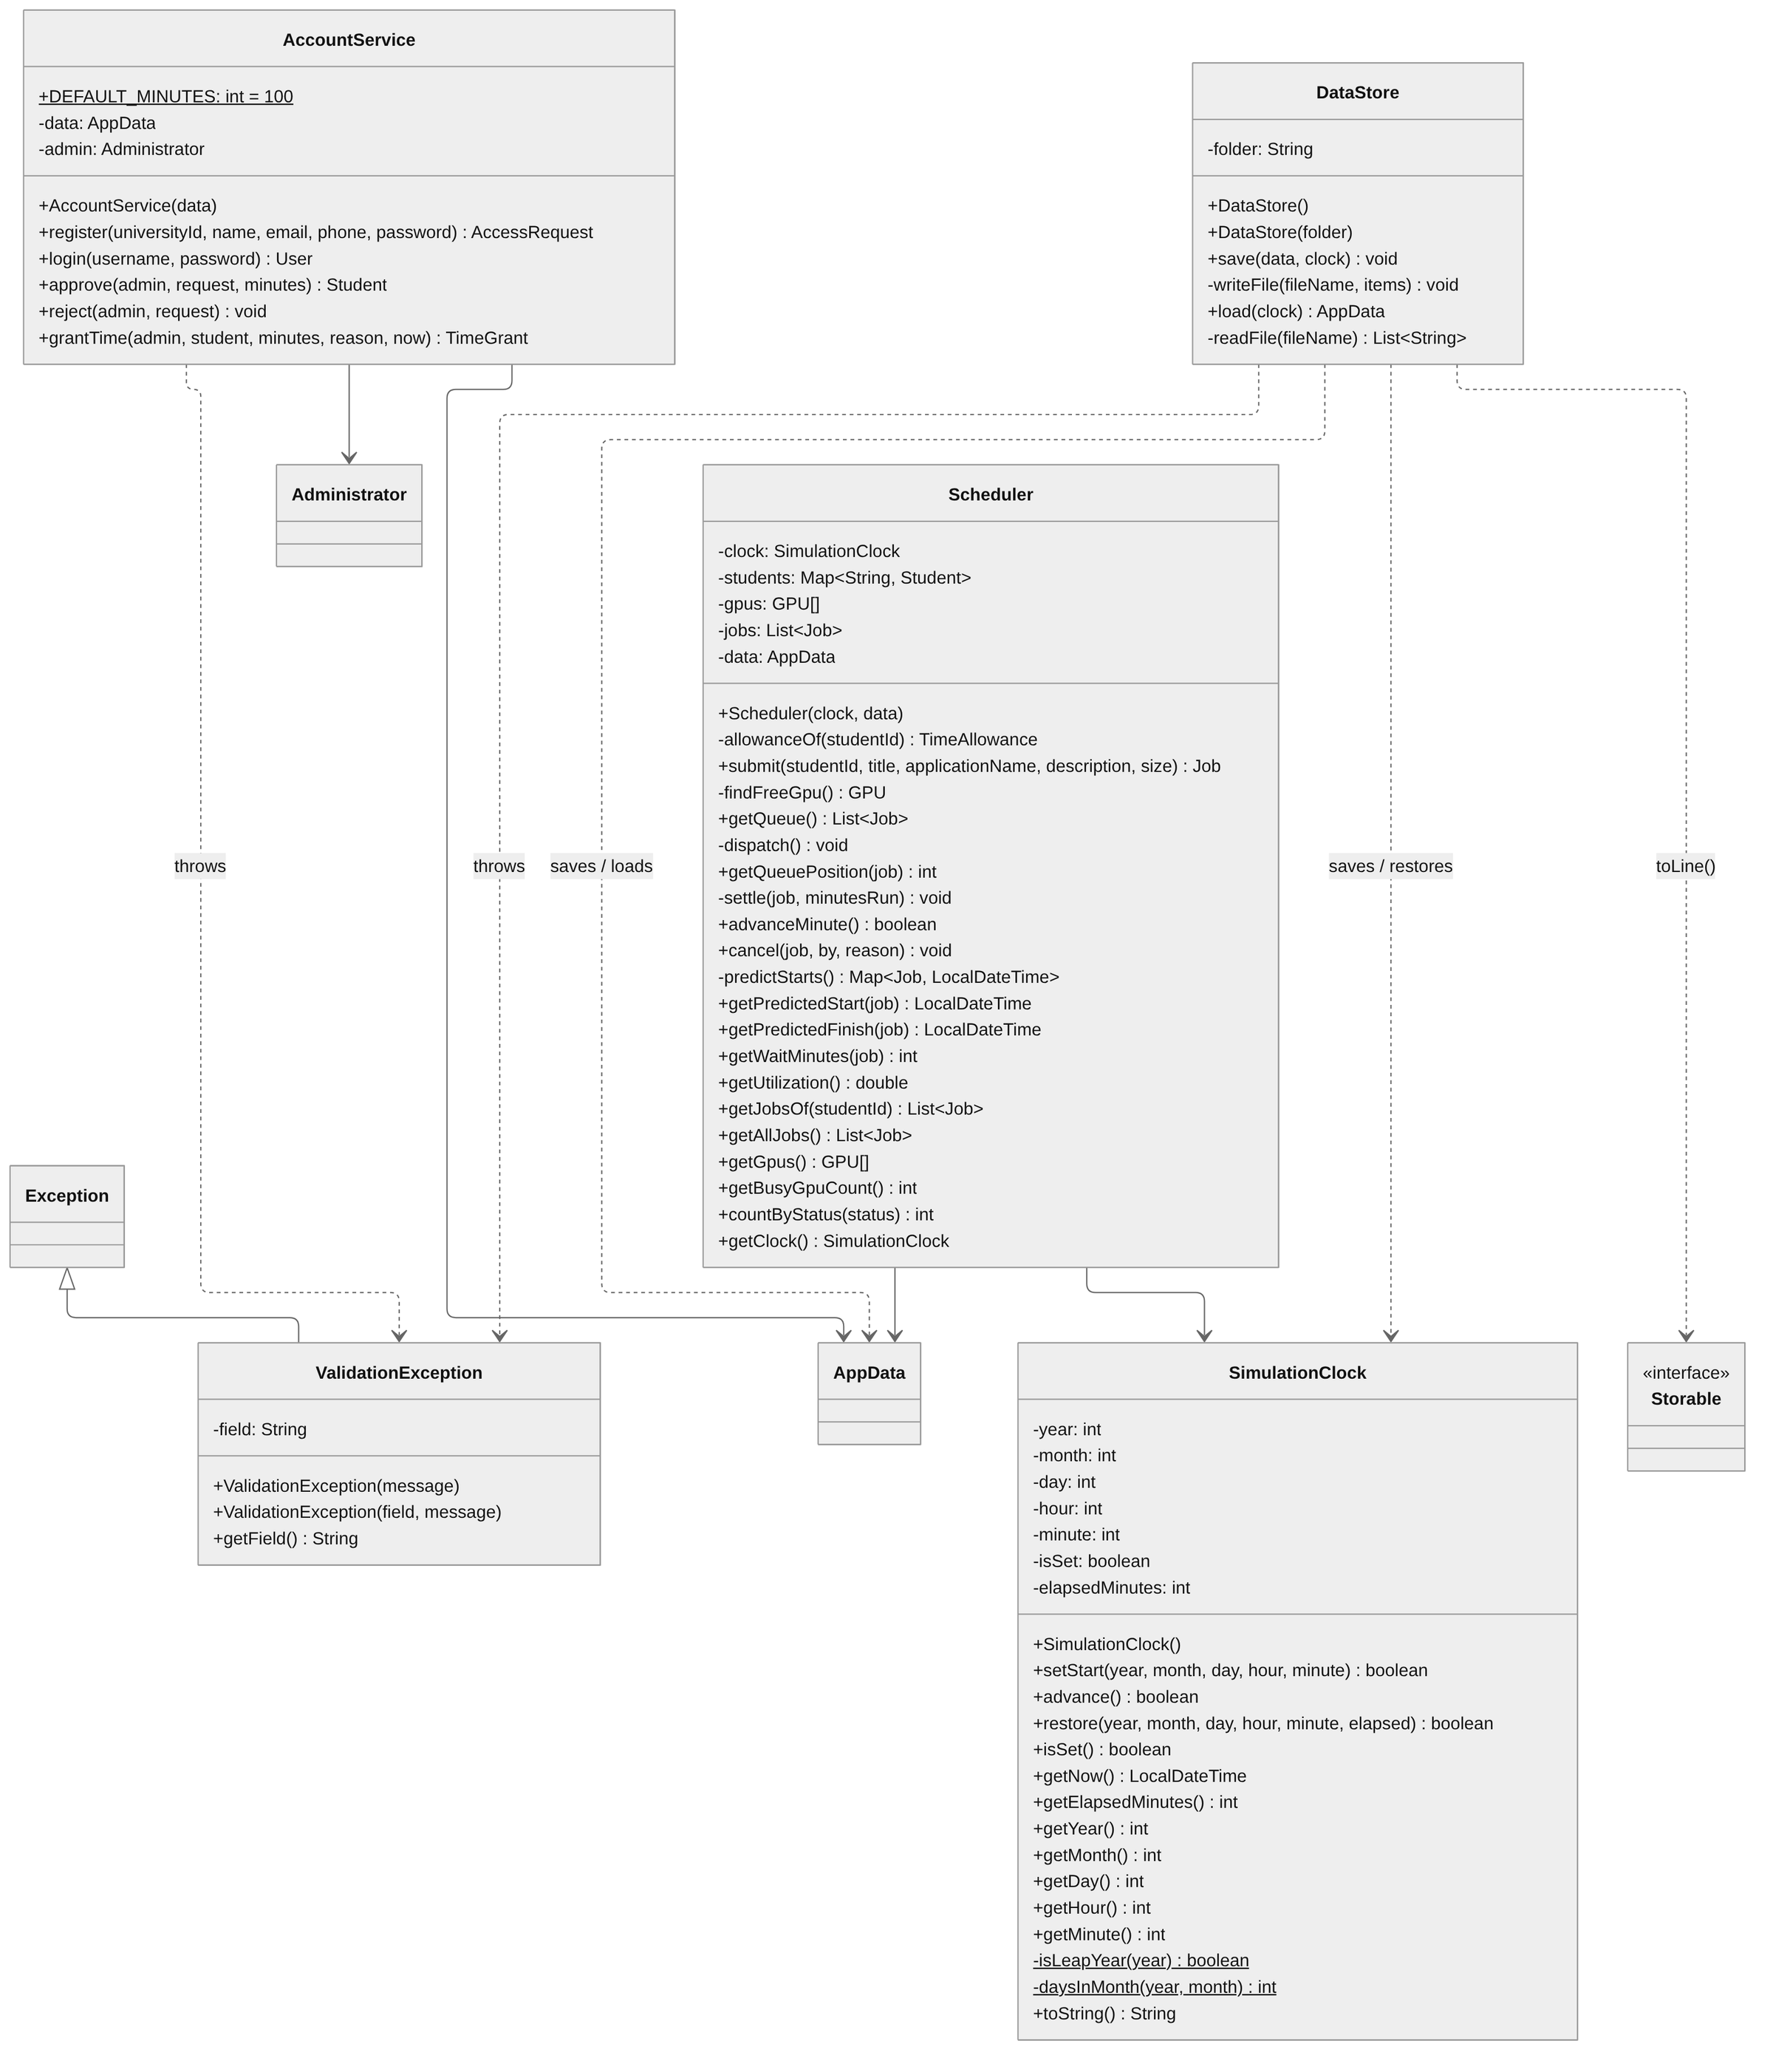 AccountService
+DEFAULT_MINUTES: int = 100
-data: AppData
-admin: Administrator
+AccountService(data)
+register(universityId, name, email, phone, password) : AccessRequest
+login(username, password) : User
+approve(admin, request, minutes) : Student
+reject(admin, request) : void
+grantTime(admin, student, minutes, reason, now) : TimeGrant
DataStore
-folder: String
+DataStore()
+DataStore(folder)
+save(data, clock) : void
-writeFile(fileName, items) : void
+load(clock) : AppData
-readFile(fileName) : List<String>
Administrator
Scheduler
-clock: SimulationClock
-students: Map<String, Student>
-gpus: GPU[]
-jobs: List<Job>
-data: AppData
+Scheduler(clock, data)
-allowanceOf(studentId) : TimeAllowance
+submit(studentId, title, applicationName, description, size) : Job
-findFreeGpu() : GPU
+getQueue() : List<Job>
-dispatch() : void
+getQueuePosition(job) : int
-settle(job, minutesRun) : void
+advanceMinute() : boolean
+cancel(job, by, reason) : void
-predictStarts() : Map<Job, LocalDateTime>
+getPredictedStart(job) : LocalDateTime
+getPredictedFinish(job) : LocalDateTime
+getWaitMinutes(job) : int
+getUtilization() : double
+getJobsOf(studentId) : List<Job>
+getAllJobs() : List<Job>
+getGpus() : GPU[]
+getBusyGpuCount() : int
+countByStatus(status) : int
+getClock() : SimulationClock
throws
throws
saves / loads
saves / restores
toLine()
Exception
ValidationException
-field: String
+ValidationException(message)
+ValidationException(field, message)
+getField() : String
AppData
SimulationClock
-year: int
-month: int
-day: int
-hour: int
-minute: int
-isSet: boolean
-elapsedMinutes: int
+SimulationClock()
+setStart(year, month, day, hour, minute) : boolean
+advance() : boolean
+restore(year, month, day, hour, minute, elapsed) : boolean
+isSet() : boolean
+getNow() : LocalDateTime
+getElapsedMinutes() : int
+getYear() : int
+getMonth() : int
+getDay() : int
+getHour() : int
+getMinute() : int
-isLeapYear(year) : boolean
-daysInMonth(year, month) : int
+toString() : String
«interface»
Storable